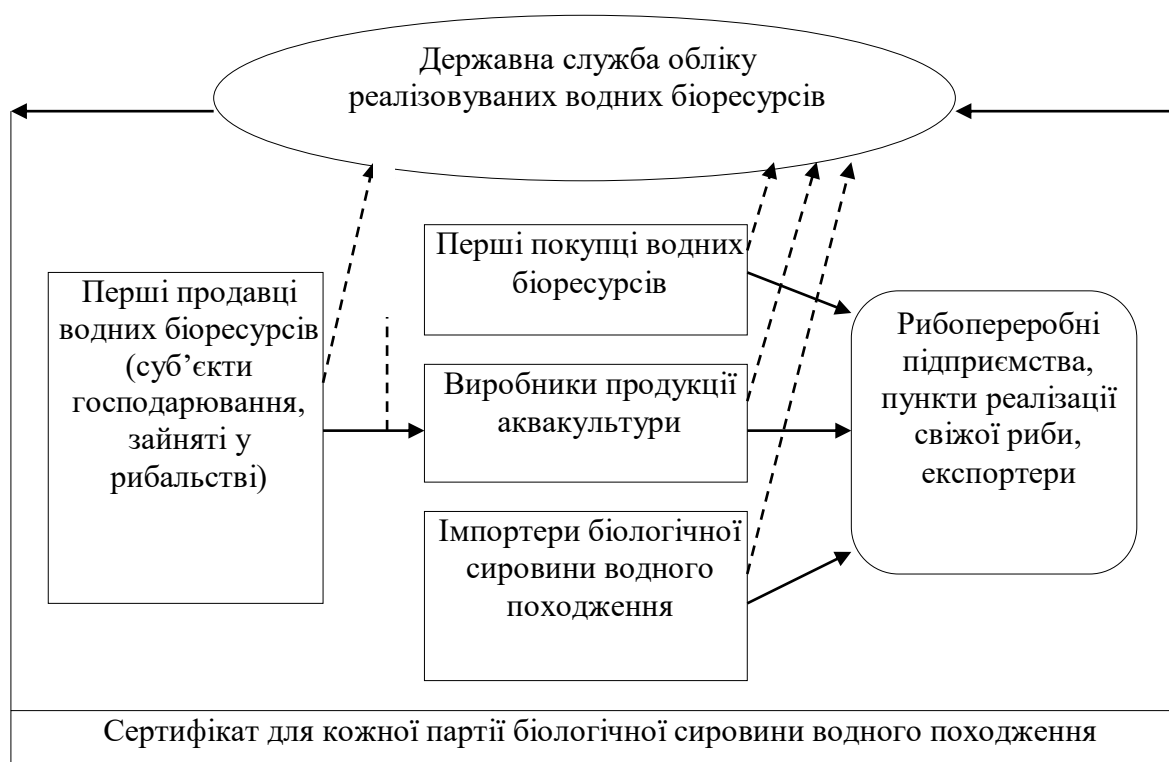 Державна служба обліку
реалізовуваних водних біоресурсів
Перші продавці
водних біоресурсів
(суб’єкти
господарювання,
зайняті у
рибальстві)
Перші покупці водних
біоресурсів
Виробники продукції
аквакультури
Імпортери біологічної
сировини водного
походження
Рибопереробні
підприємства,
пункти реалізації
свіжої риби,
експортери
Сертифікат для кожної партії біологічної сировини водного походження